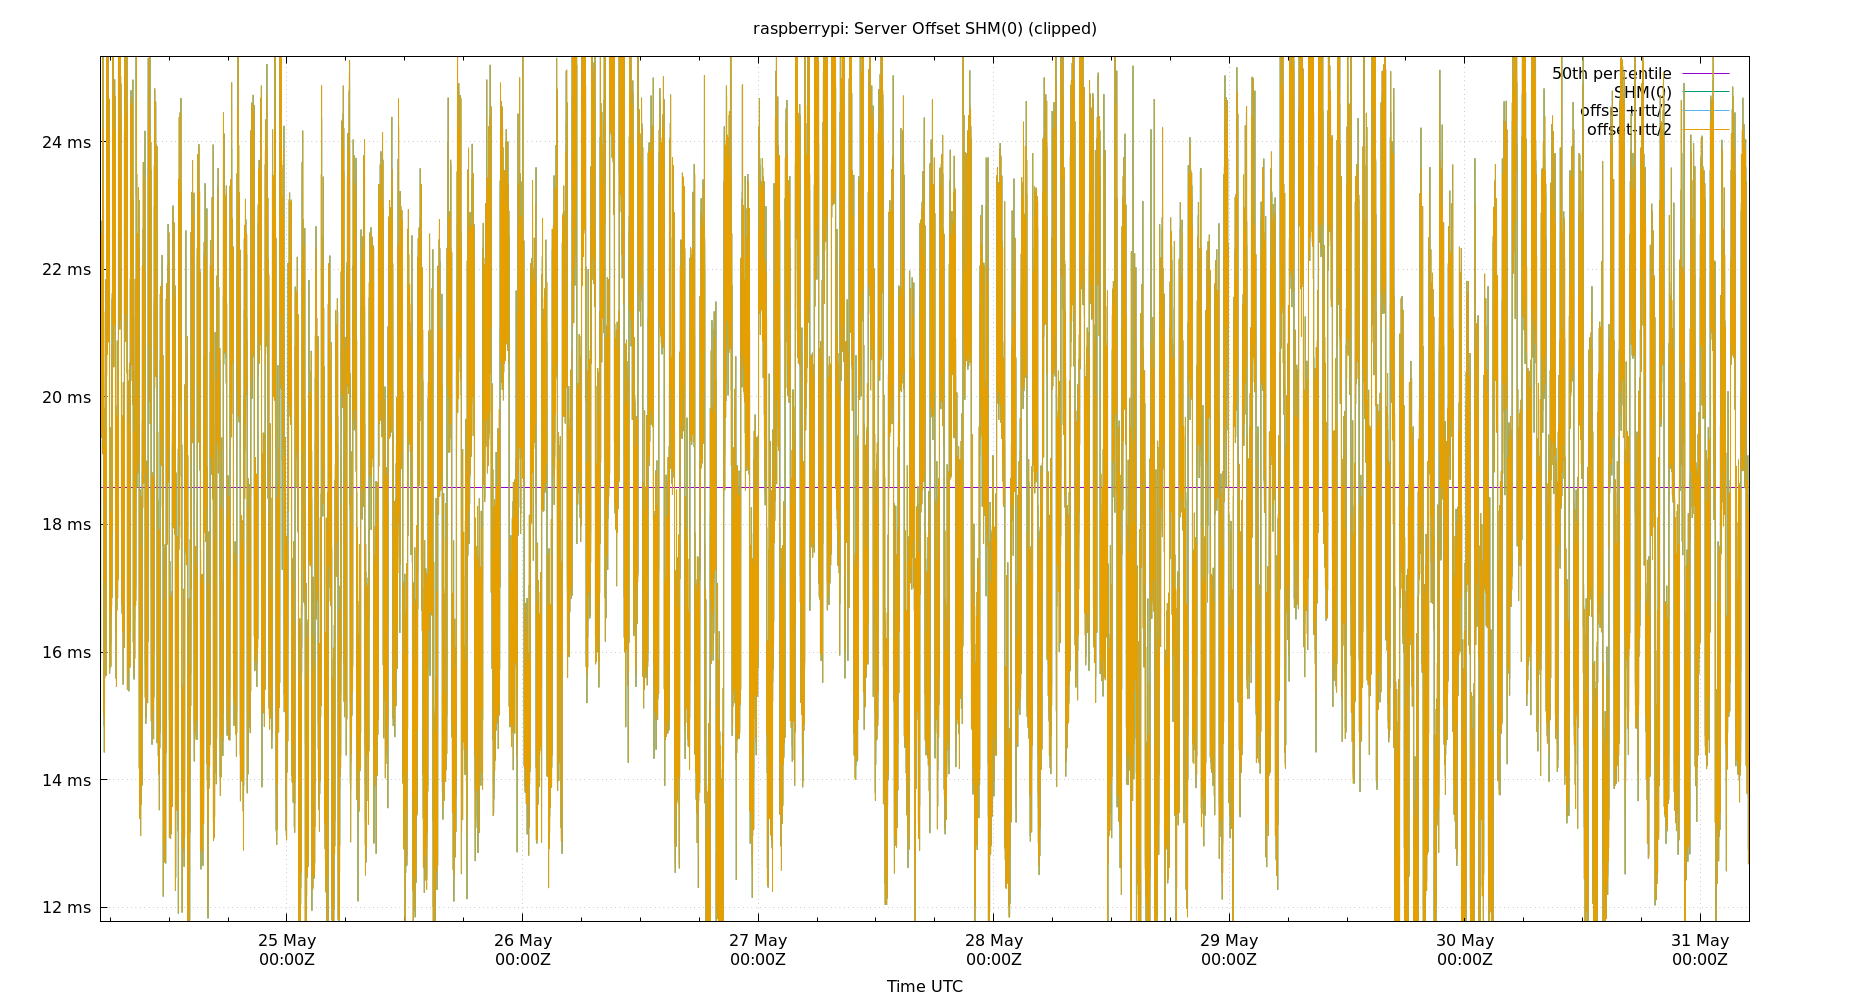 raspberrypi: Server Offset SHM(0) (clipped)
50th percentile
SHM(0)
offset+rtt/2
offset-rtt/2
24 ms
22 ms
20 ms
18 ms
16 ms
14 ms
12 ms
25 May
00:00Z
26 May
00:00Z
27 May
00:00Z
28 May
00:00Z
29 May
00:00Z
30 May
00:00Z
31 May
00:00Z
Time UTC